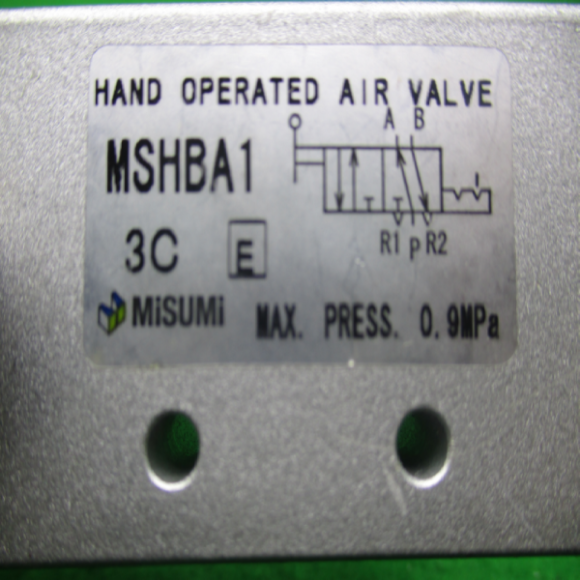 HAND OPERATED AIR VALVE
A B
MSHBA1
R1 P R2
3C E
MiSUMi MAX. PRESS. 0.9MPa